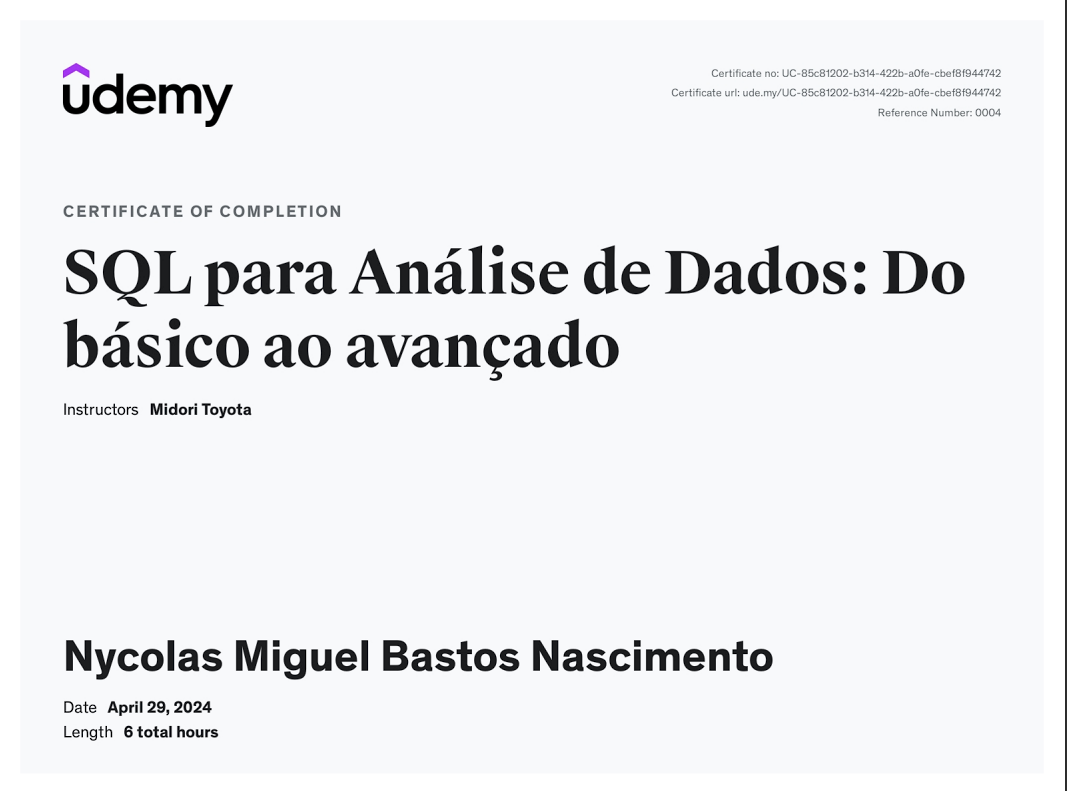 udemy
Certificate no: UC-85c81202-b314-422b-a0fe-cbef8f944742
Certificate url: ude.my/UC-85c81202-b314-422b-a0fe-cbef8f944742
Reference Number: 0004
CERTIFICATE OF COMPLETION
SQL para Análise de Dados: Do
básico ao avançado
Instructors Midori Toyota
Nycolas Miguel Bastos Nascimento
Date April 29, 2024
Length 6 total hours